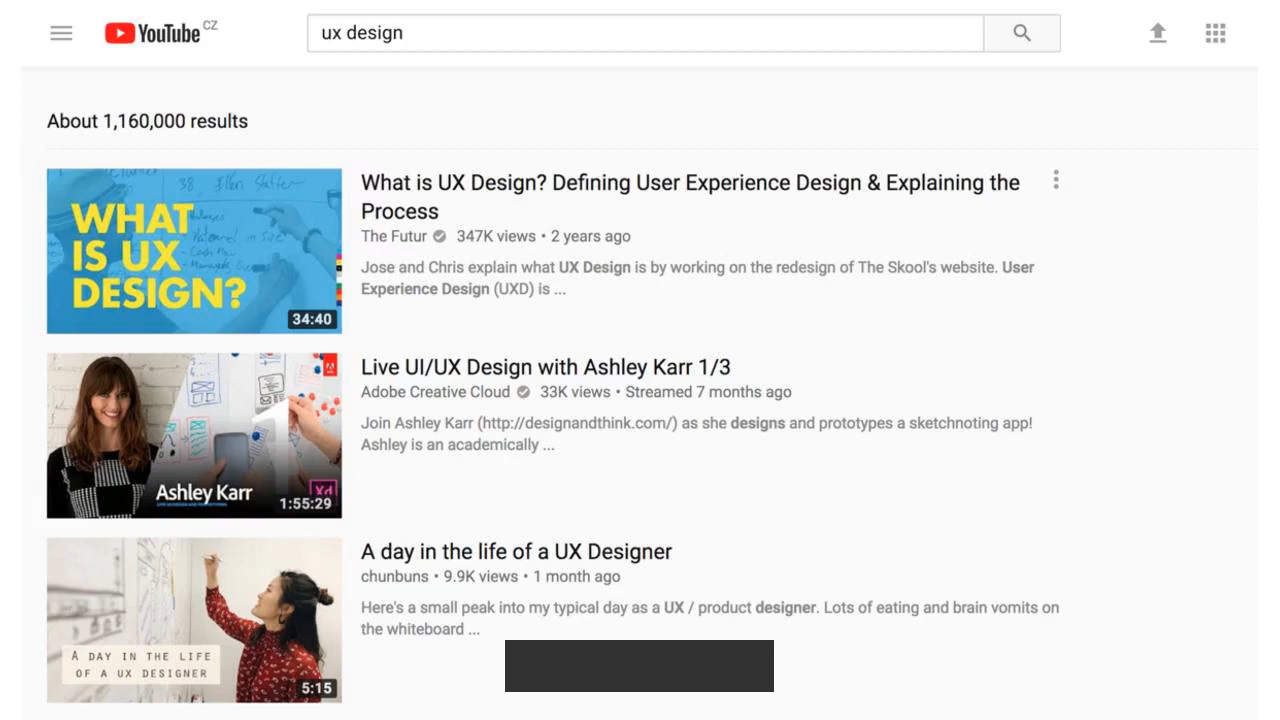 YouTube CZ
ux design
About 1,160,000 results
WHAT
IS UX
DESIGN?
34:40
What is UX Design? Defining User Experience Design & Explaining the
Process
The Futur 347K views • 2 years ago
Jose and Chris explain what UX Design is by working on the redesign of The Skool's website. User
Experience Design (UXD) is ...
Ashley Karr
Xd
1:55:29
Live UI/UX Design with Ashley Karr 1/3
Adobe Creative Cloud 33K views • Streamed 7 months ago
Join Ashley Karr (http://designandthink.com/) as she designs and prototypes a sketchnoting app!
Ashley is an academically ...
A DAY IN THE LIFE
OF A UX DESIGNER
5:15
A day in the life of a UX Designer
chunbuns • 9.9K views • 1 month ago
Here's a small peak into my typical day as a UX / product designer. Lots of eating and brain vomits on
the whiteboard ...